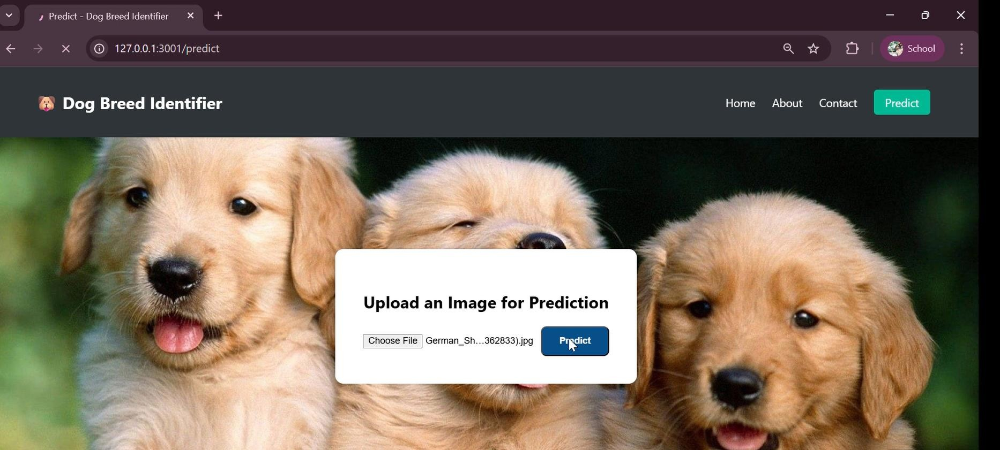 Predict - Dog Breed Identifier
127.0.0.1:3001/predict
School
Dog Breed Identifier
Home About Contact Predict
Upload an Image for Prediction
Choose File German_Sh...362833).jpg Predict